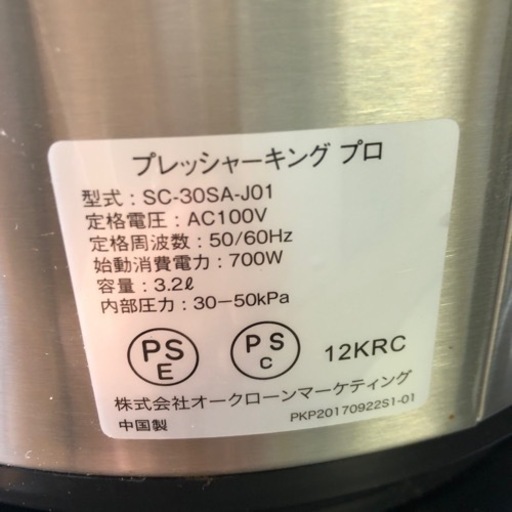 プレッシャーキング プロ
型式：SC-30SA-J01
定格電圧：AC100V
定格周波数：50/60Hz
始動消費電力：700W
容量：3.2ℓ
内部圧力：30－50kPa
PS E PS C 12KRC
株式会社オークローンマーケティング
中国製 PKP20170922S1-01